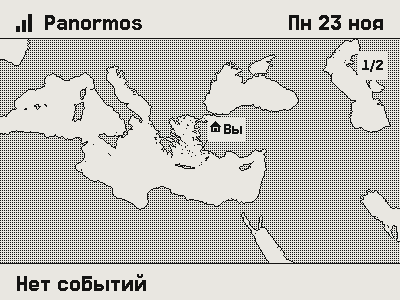 Panormos
Пн 23 ноя
1/2
Вы
Нет событий